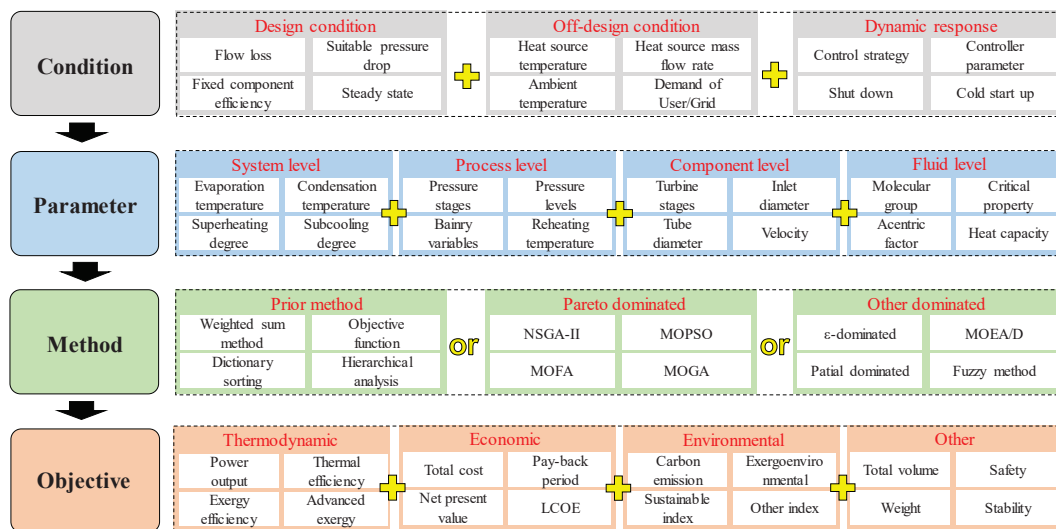 Condition
Design condition
Flow loss
Suitable pressure
drop
Fixed component
efficiency
Steady state
Off-design condition
Heat source
temperature
Heat source mass
flow rate
Ambient
temperature
Demand of
User/Grid
Dynamic response
Control strategy
Controller
parameter
Shut down
Cold start up
Parameter
System level
Evaporation
temperature
Condensation
temperature
Superheating
degree
Subcooling
degree
Process level
Pressure
stages
Pressure
levels
Bainry
variables
Reheating
temperature
Component level
Turbine
stages
Inlet
diameter
Tube
diameter
Velocity
Fluid level
Molecular
group
Critical
property
Acentric
factor
Heat capacity
Method
Prior method
Weighted sum
method
Objective
function
Dictionary
sorting
Hierarchical
analysis
or
Pareto dominated
NSGA-II
MOPSO
MOFA
MOGA
or
Other dominated
ε-dominated
MOEA/D
Patial dominated
Fuzzy method
Objective
Thermodynamic
Power
output
Thermal
efficiency
Exergy
efficiency
Advanced
exergy
Economic
Total cost
Pay-back
period
Net present
value
LCOE
Environmental
Carbon
emission
Exergoenviro
nmental
Sustainable
index
Other index
Other
Total volume
Safety
Weight
Stability